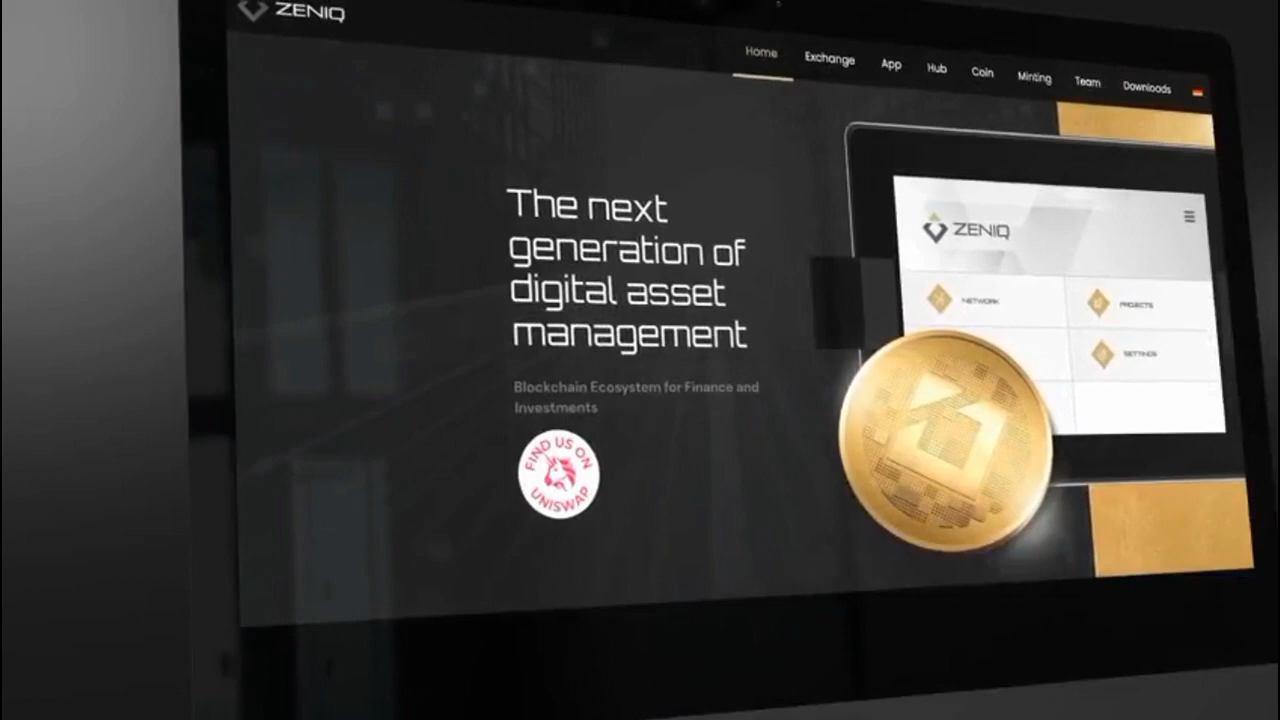 ZENIQ
Home
Exchange
App
Hub
Coin
Minting
Team
Downloads
The next
generation of
digital asset
management
Blockchain Ecosystem for Finance and
Investments
FIND US ON
UNISWAP
ZENIQ
NETWORK
PROJECTS
SETTINGS